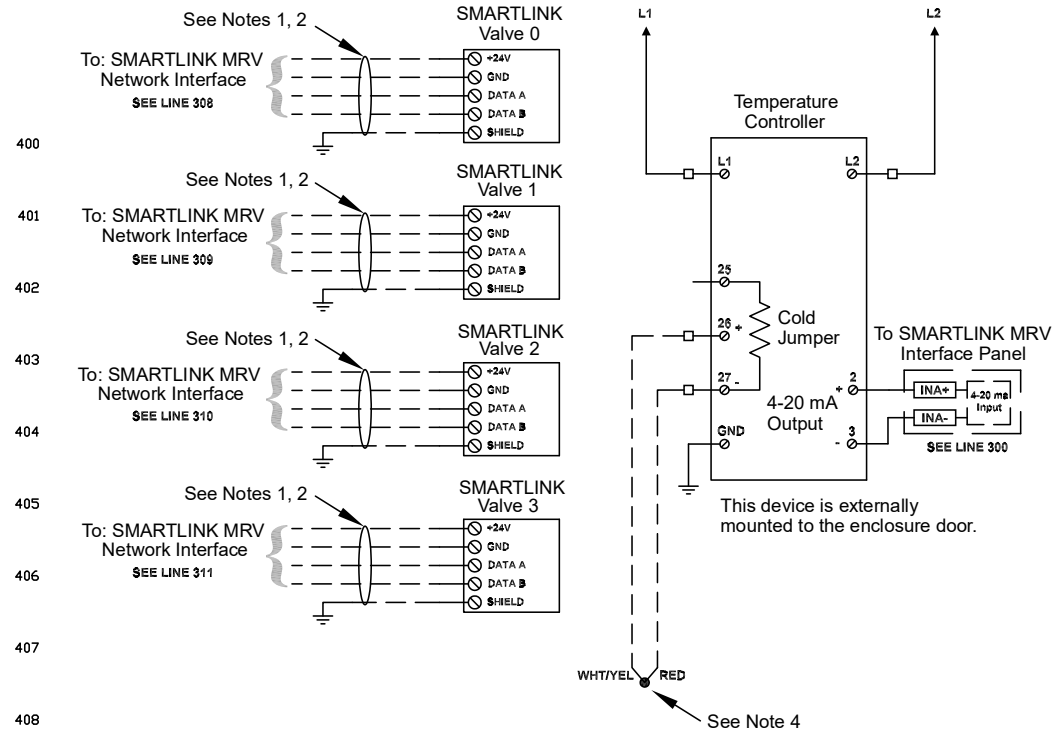 See Notes 1, 2
SMARTLINK
Valve 0
To: SMARTLINK MRV
Network Interface
SEE LINE 308
+24V
GND
DATA A
DATA B
SHIELD
400
See Notes 1, 2
SMARTLINK
Valve 1
401
To: SMARTLINK MRV
Network Interface
SEE LINE 309
+24V
GND
DATA A
DATA B
SHIELD
402
See Notes 1, 2
SMARTLINK
Valve 2
403
To: SMARTLINK MRV
Network Interface
SEE LINE 310
+24V
GND
DATA A
DATA B
SHIELD
404
See Notes 1, 2
SMARTLINK
Valve 3
405
To: SMARTLINK MRV
Network Interface
SEE LINE 311
+24V
GND
DATA A
DATA B
SHIELD
406
407
408
L1
L2
Temperature
Controller
L1
L2
25
26 +
27 -
Cold
Jumper
GND
4-20 mA
Output
+ 2
- 3
To SMARTLINK MRV
Interface Panel
INA+
INA-
4-20 ma
Input
SEE LINE 300
This device is externally
mounted to the enclosure door.
WHT/YEL
RED
See Note 4